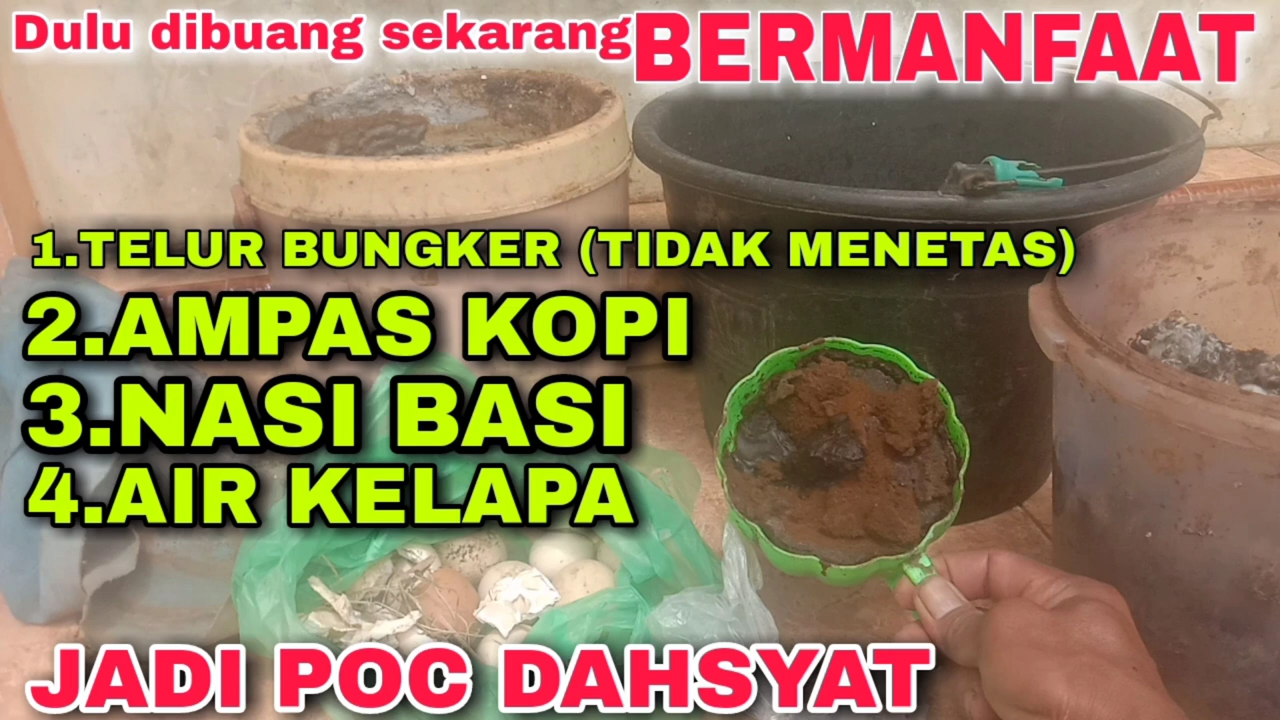 Dulu dibuang sekarang BERMANFAAT
1.TELUR BUNGKER (TIDAK MENETAS)
2.AMPAS KOPI
3.NASI BASI
4.AIR KELAPA
JADI POC DAHSYAT